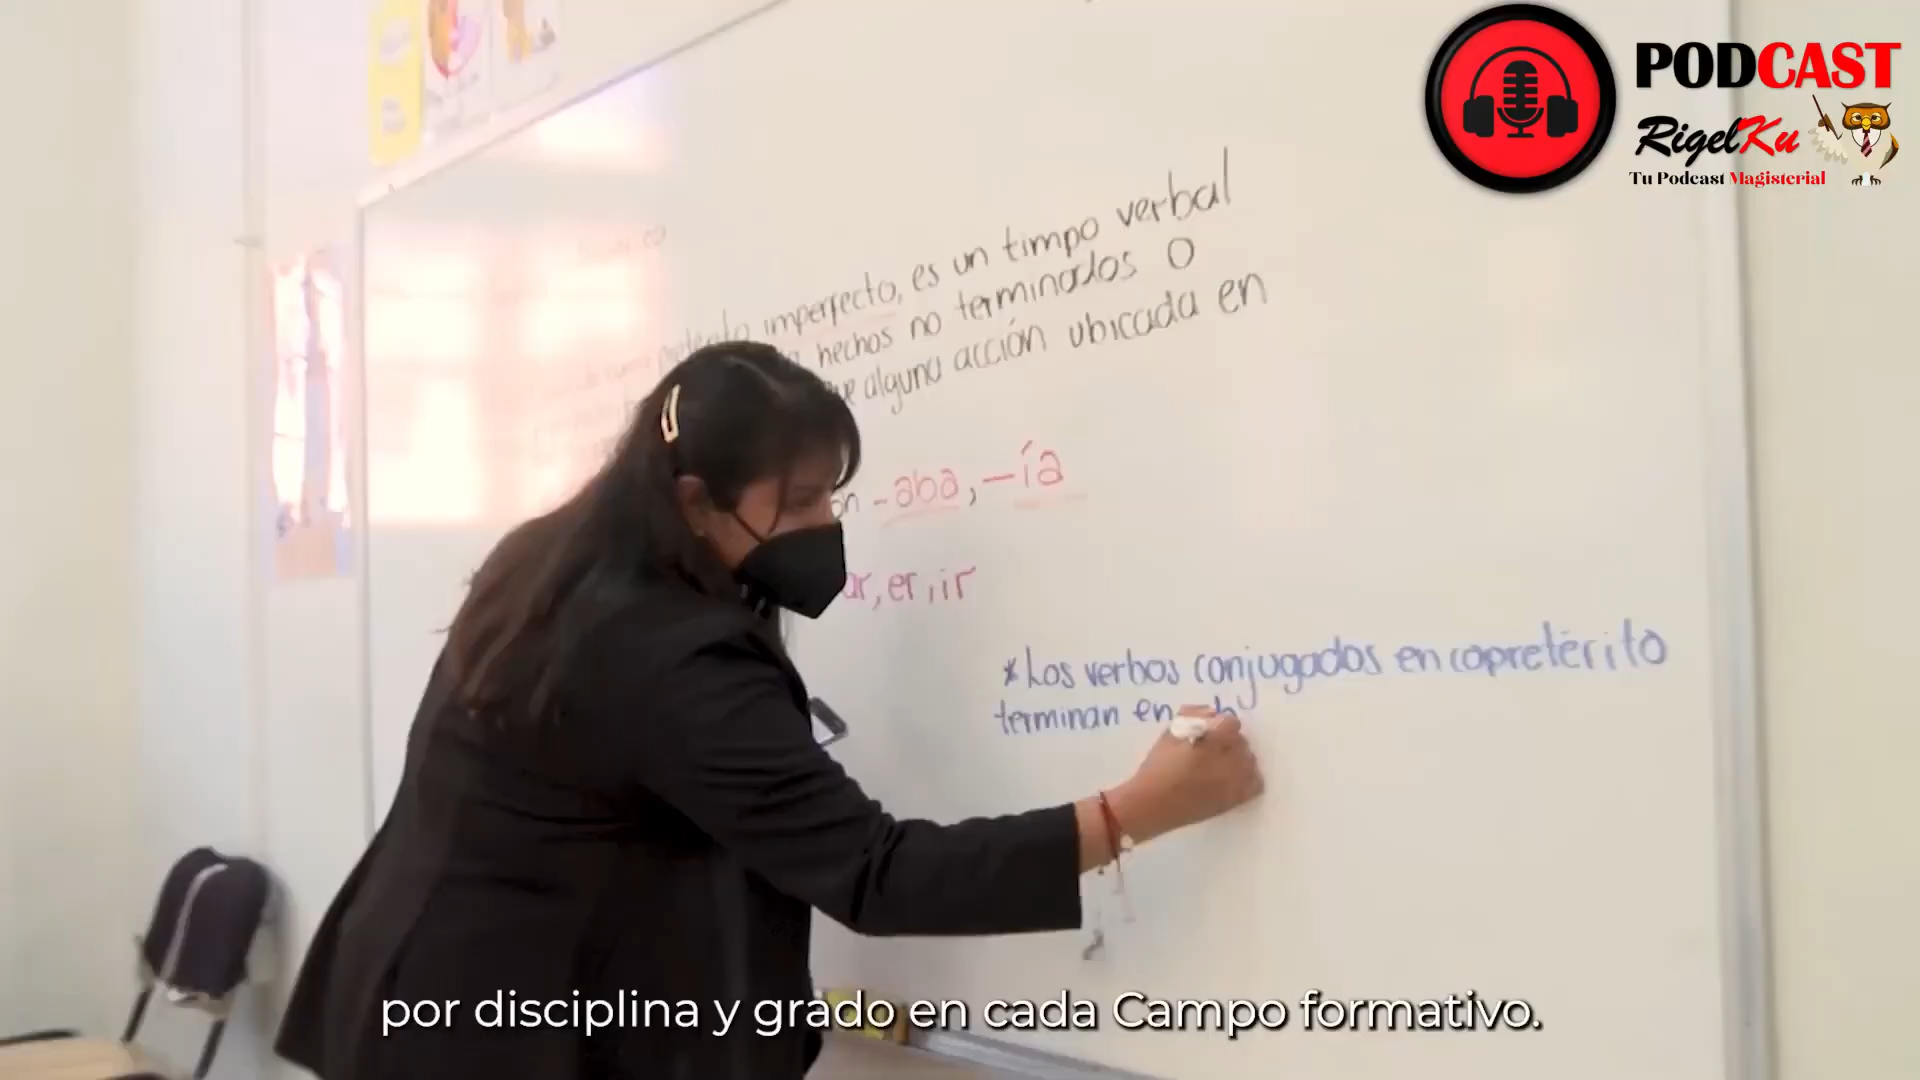 PODCAST
RigelKu
Tu Podcast Magisterial
imperfecto, es un timpo verbal
hechos no terminados o
alguna acción ubicada en
-aba, -ía
ar, er, ir
*Los verbos conjugados en copretérito
terminan en
por disciplina y grado en cada Campo formativo.